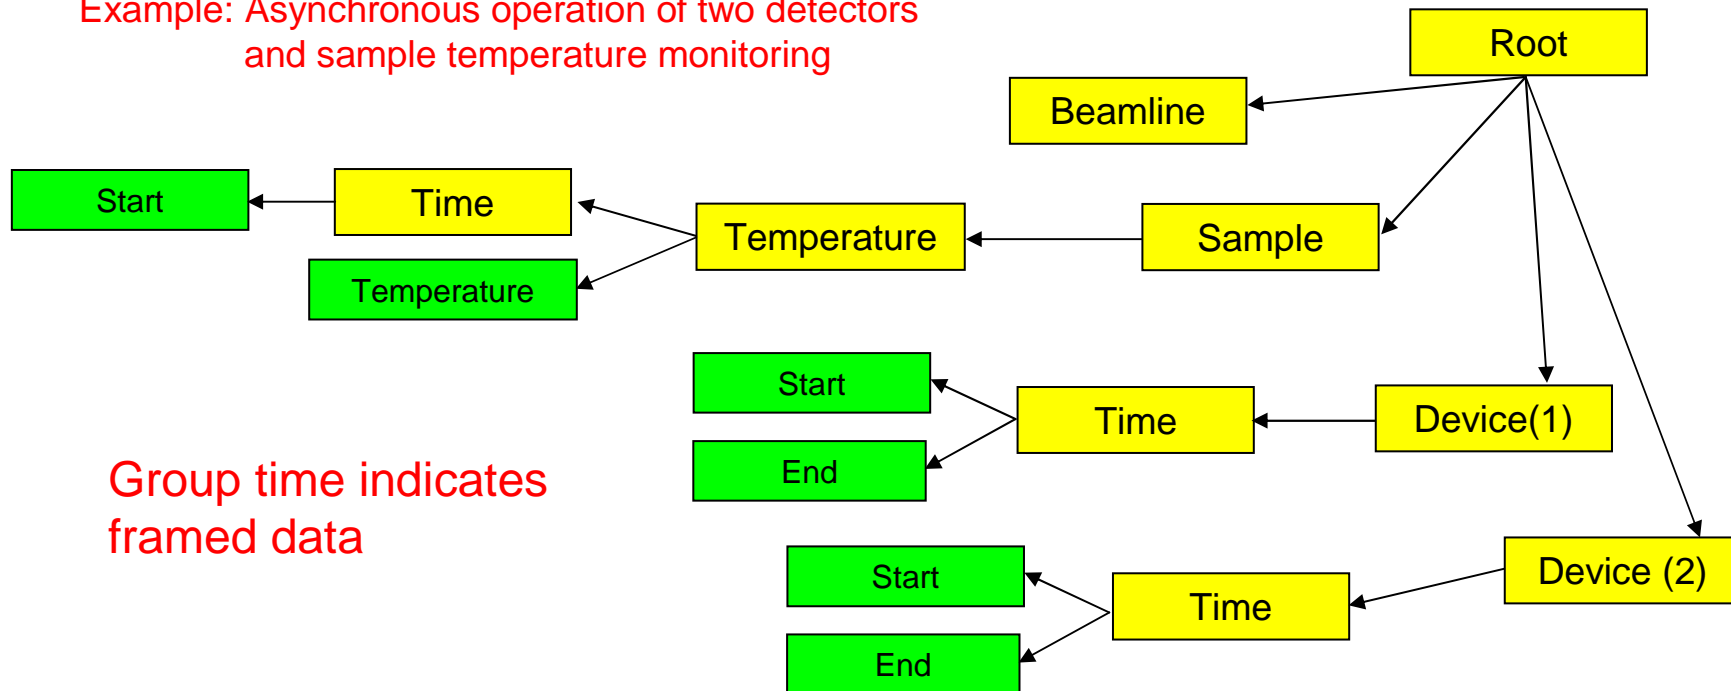 Example: Asynchronous operation of two detectors
and sample temperature monitoring
Root
Beamline
Start
Time
Temperature
Sample
Temperature
Start
Time
Device(1)
End
Group time indicates
framed data
Start
Time
Device (2)
End